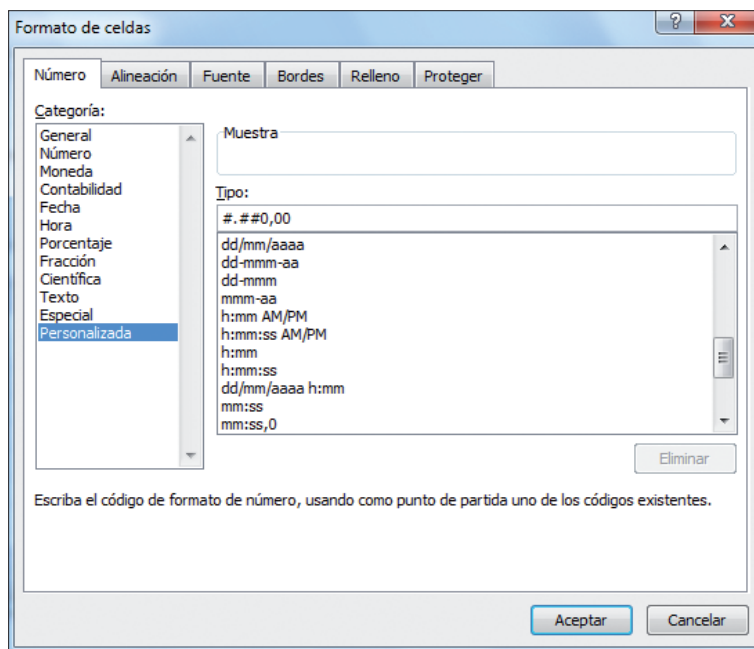 Formato de celdas
Número Alineación Fuente Bordes Relleno Proteger
Categoría:
General
Número
Moneda
Contabilidad
Fecha
Hora
Porcentaje
Fracción
Científica
Texto
Especial
Personalizada
Muestra
Tipo:
#.##0,00
dd/mm/aaaa
dd-mmm-aa
dd-mmm
mmm-aa
h:mm AM/PM
h:mm:ss AM/PM
h:mm
h:mm:ss
dd/mm/aaaa h:mm
mm:ss
mm:ss,0
Eliminar
Escriba el código de formato de número, usando como punto de partida uno de los códigos existentes.
Aceptar Cancelar